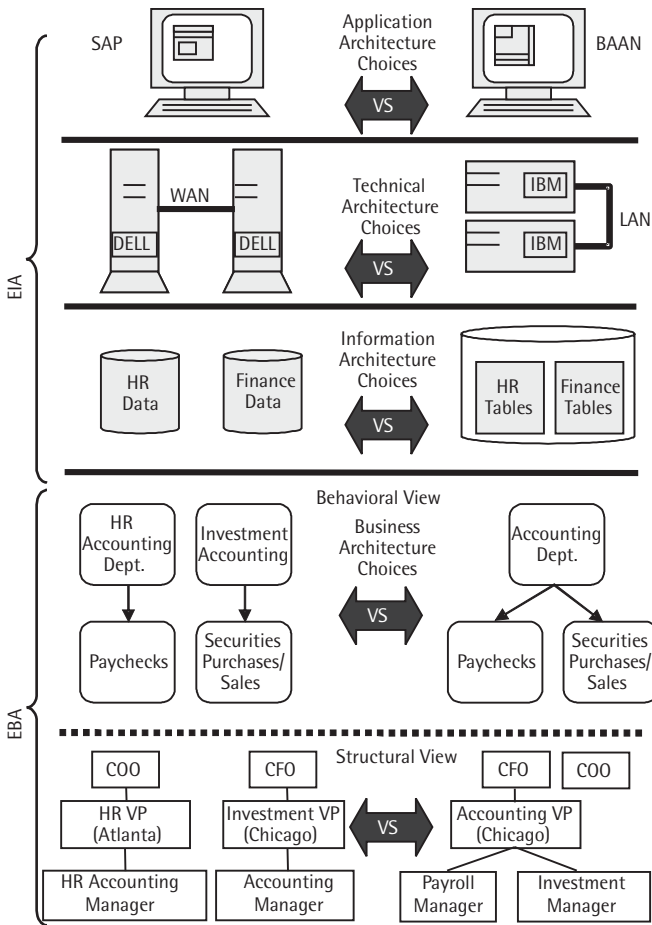 SAP
Application
Architecture
Choices
VS
BAAN
WAN
DELL
DELL
Technical
Architecture
Choices
VS
IBM
IBM
LAN
EIA
HR
Data
Finance
Data
Information
Architecture
Choices
VS
HR
Tables
Finance
Tables
Behavioral View
HR
Accounting
Dept.
Investment
Accounting
Business
Architecture
Choices
VS
Accounting
Dept.
Paychecks
Securities
Purchases/
Sales
Paychecks
Securities
Purchases/
Sales
EBA
Structural View
COO
CFO
CFO
COO
HR VP
(Atlanta)
Investment VP
(Chicago)
VS
Accounting VP
(Chicago)
HR Accounting
Manager
Accounting
Manager
Payroll
Manager
Investment
Manager